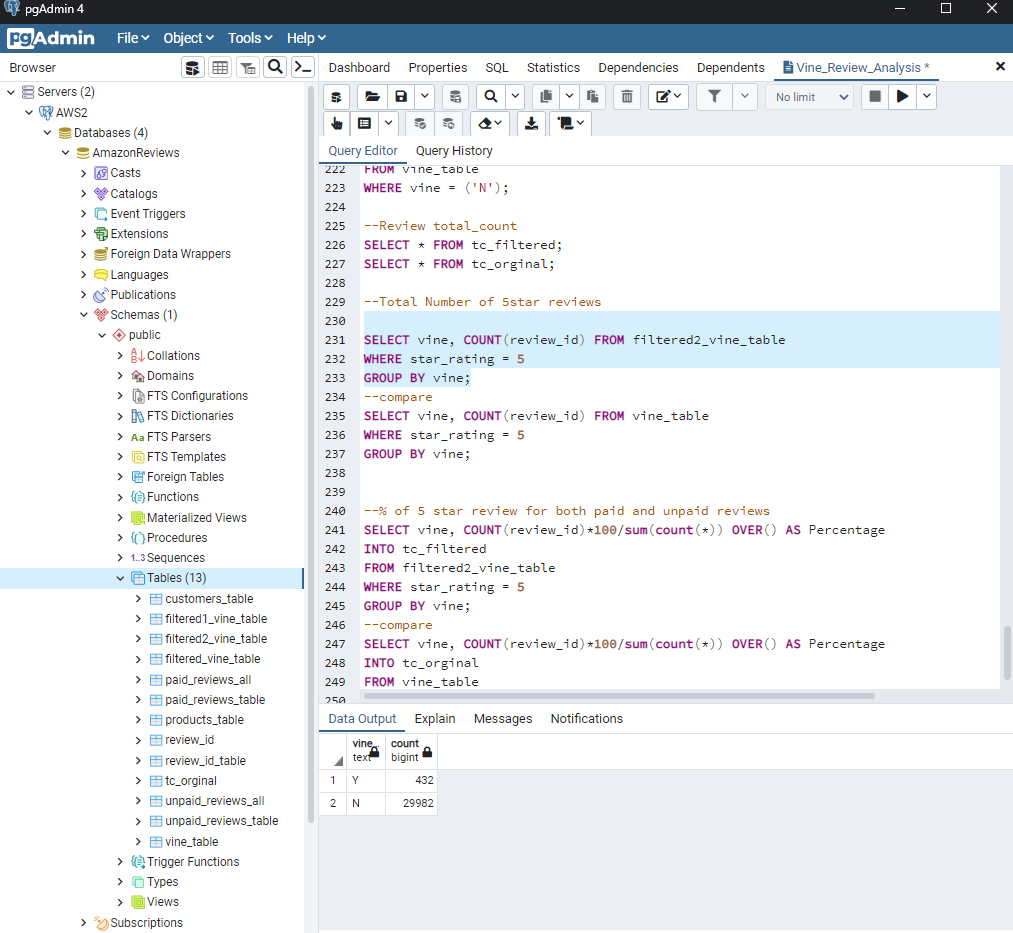 pgAdmin 4
pgAdmin File Object Tools Help
Browser
Dashboard Properties SQL Statistics Dependencies Dependents Vine_Review_Analysis *
Servers (2)
AWS2
Databases (4)
AmazonReviews
Casts
Catalogs
Event Triggers
Extensions
Foreign Data Wrappers
Languages
Publications
Schemas (1)
public
Collations
Domains
FTS Configurations
FTS Dictionaries
Aa FTS Parsers
FTS Templates
Foreign Tables
Functions
Materialized Views
Procedures
1..3 Sequences
Tables (13)
customers_table
filtered1_vine_table
filtered2_vine_table
filtered_vine_table
paid_reviews_all
paid_reviews_table
products_table
review_id
review_id_table
tc_orginal
unpaid_reviews_all
unpaid_reviews_table
vine_table
Trigger Functions
Types
Views
Subscriptions
No limit
Query Editor Query History
222 FROM vine_table
223 WHERE vine = ('N');
224
225 --Review total_count
226 SELECT * FROM tc_filtered;
227 SELECT * FROM tc_orginal;
228
229 --Total Number of 5star reviews
230
231 SELECT vine, COUNT(review_id) FROM filtered2_vine_table
232 WHERE star_rating = 5
233 GROUP BY vine;
234 --compare
235 SELECT vine, COUNT(review_id) FROM vine_table
236 WHERE star_rating = 5
237 GROUP BY vine;
238
239
240 --% of 5 star review for both paid and unpaid reviews
241 SELECT vine, COUNT(review_id)*100/sum(count(*)) OVER() AS Percentage
242 INTO tc_filtered
243 FROM filtered2_vine_table
244 WHERE star_rating = 5
245 GROUP BY vine;
246 --compare
247 SELECT vine, COUNT(review_id)*100/sum(count(*)) OVER() AS Percentage
248 INTO tc_orginal
249 FROM vine_table
250
Data Output Explain Messages Notifications
vine count
text bigint
1 Y 432
2 N 29982